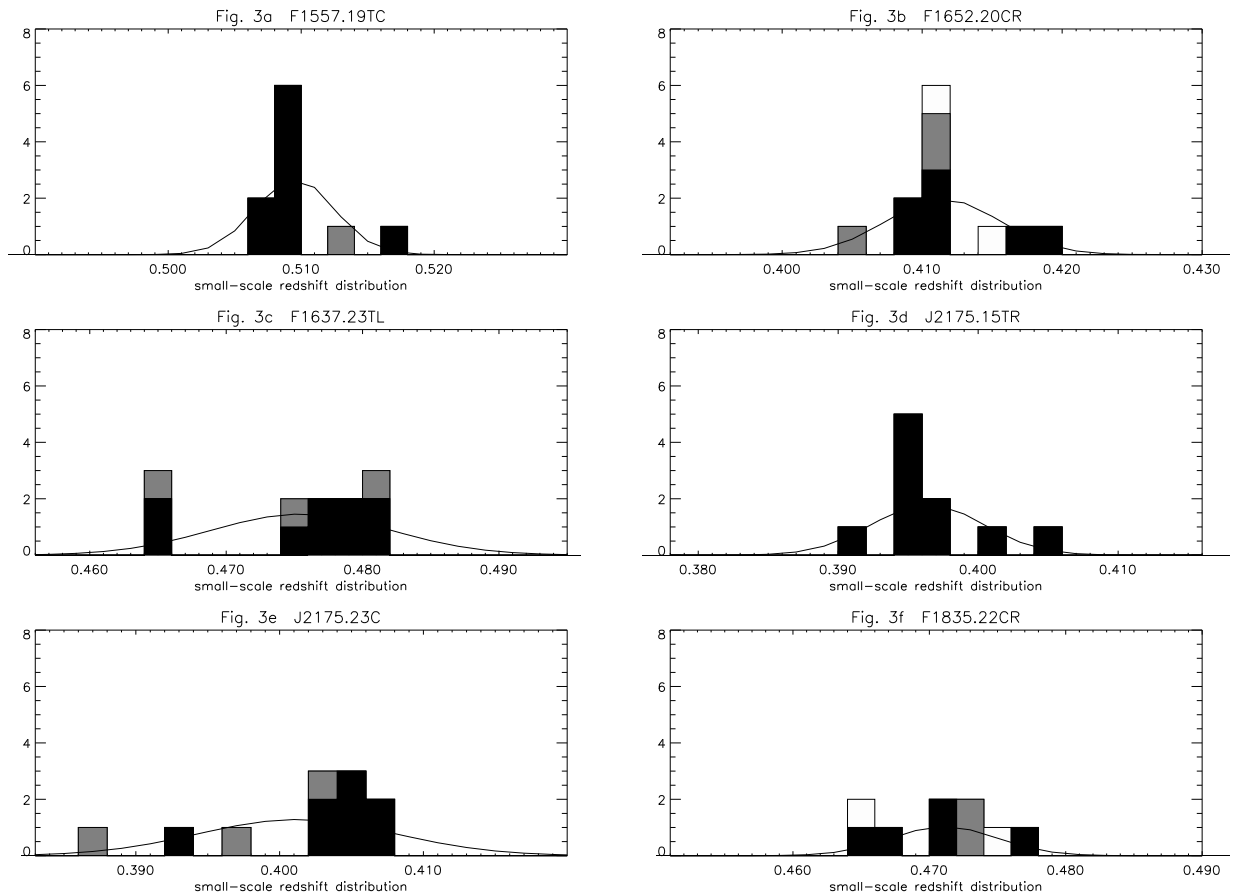 Fig. 3a F1557.19TC
8
6
4
2
0
0.500 0.510 0.520
small-scale redshift distribution
Fig. 3b F1652.20CR
8
6
4
2
0
0.400 0.410 0.420 0.430
small-scale redshift distribution
Fig. 3c F1637.23TL
8
6
4
2
0
0.460 0.470 0.480 0.490
small-scale redshift distribution
Fig. 3d J2175.15TR
8
6
4
2
0
0.380 0.390 0.400 0.410
small-scale redshift distribution
Fig. 3e J2175.23C
8
6
4
2
0
0.390 0.400 0.410
small-scale redshift distribution
Fig. 3f F1835.22CR
8
6
4
2
0
0.460 0.470 0.480 0.490
small-scale redshift distribution